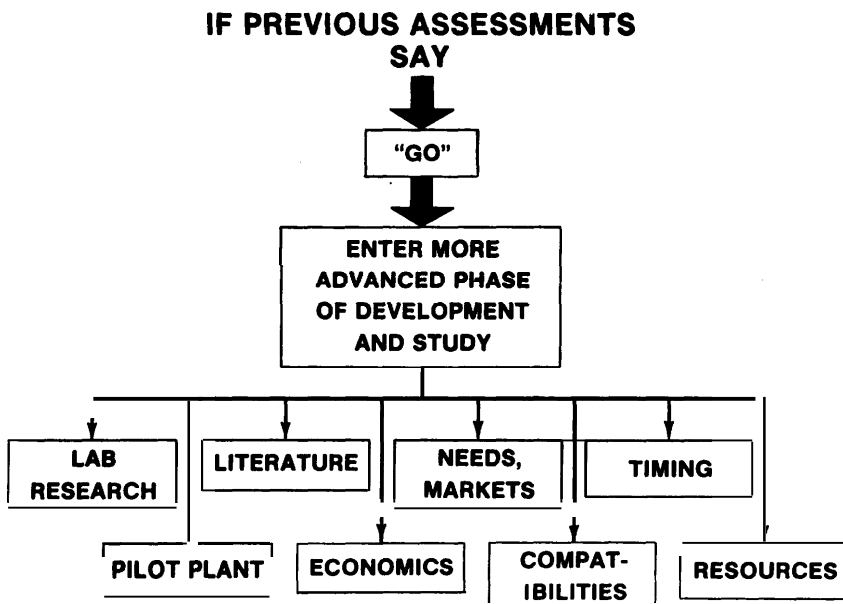 IF PREVIOUS ASSESSMENTS
SAY
“GO”
ENTER MORE
ADVANCED PHASE
OF DEVELOPMENT
AND STUDY
LAB
RESEARCH
LITERATURE
NEEDS,
MARKETS
TIMING
PILOT PLANT
ECONOMICS
COMPAT-
IBILITIES
RESOURCES